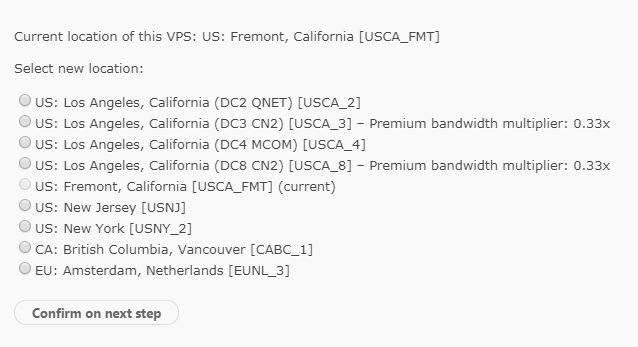 Current location of this VPS: US: Fremont, California [USCA_FMT]
Select new location:
US: Los Angeles, California (DC2 QNET) [USCA_2]
US: Los Angeles, California (DC3 CN2) [USCA_3] – Premium bandwidth multiplier: 0.33x
US: Los Angeles, California (DC4 MCOM) [USCA_4]
US: Los Angeles, California (DC8 CN2) [USCA_8] – Premium bandwidth multiplier: 0.33x
US: Fremont, California [USCA_FMT] (current)
US: New Jersey [USNJ]
US: New York [USNY_2]
CA: British Columbia, Vancouver [CABC_1]
EU: Amsterdam, Netherlands [EUNL_3]
Confirm on next step